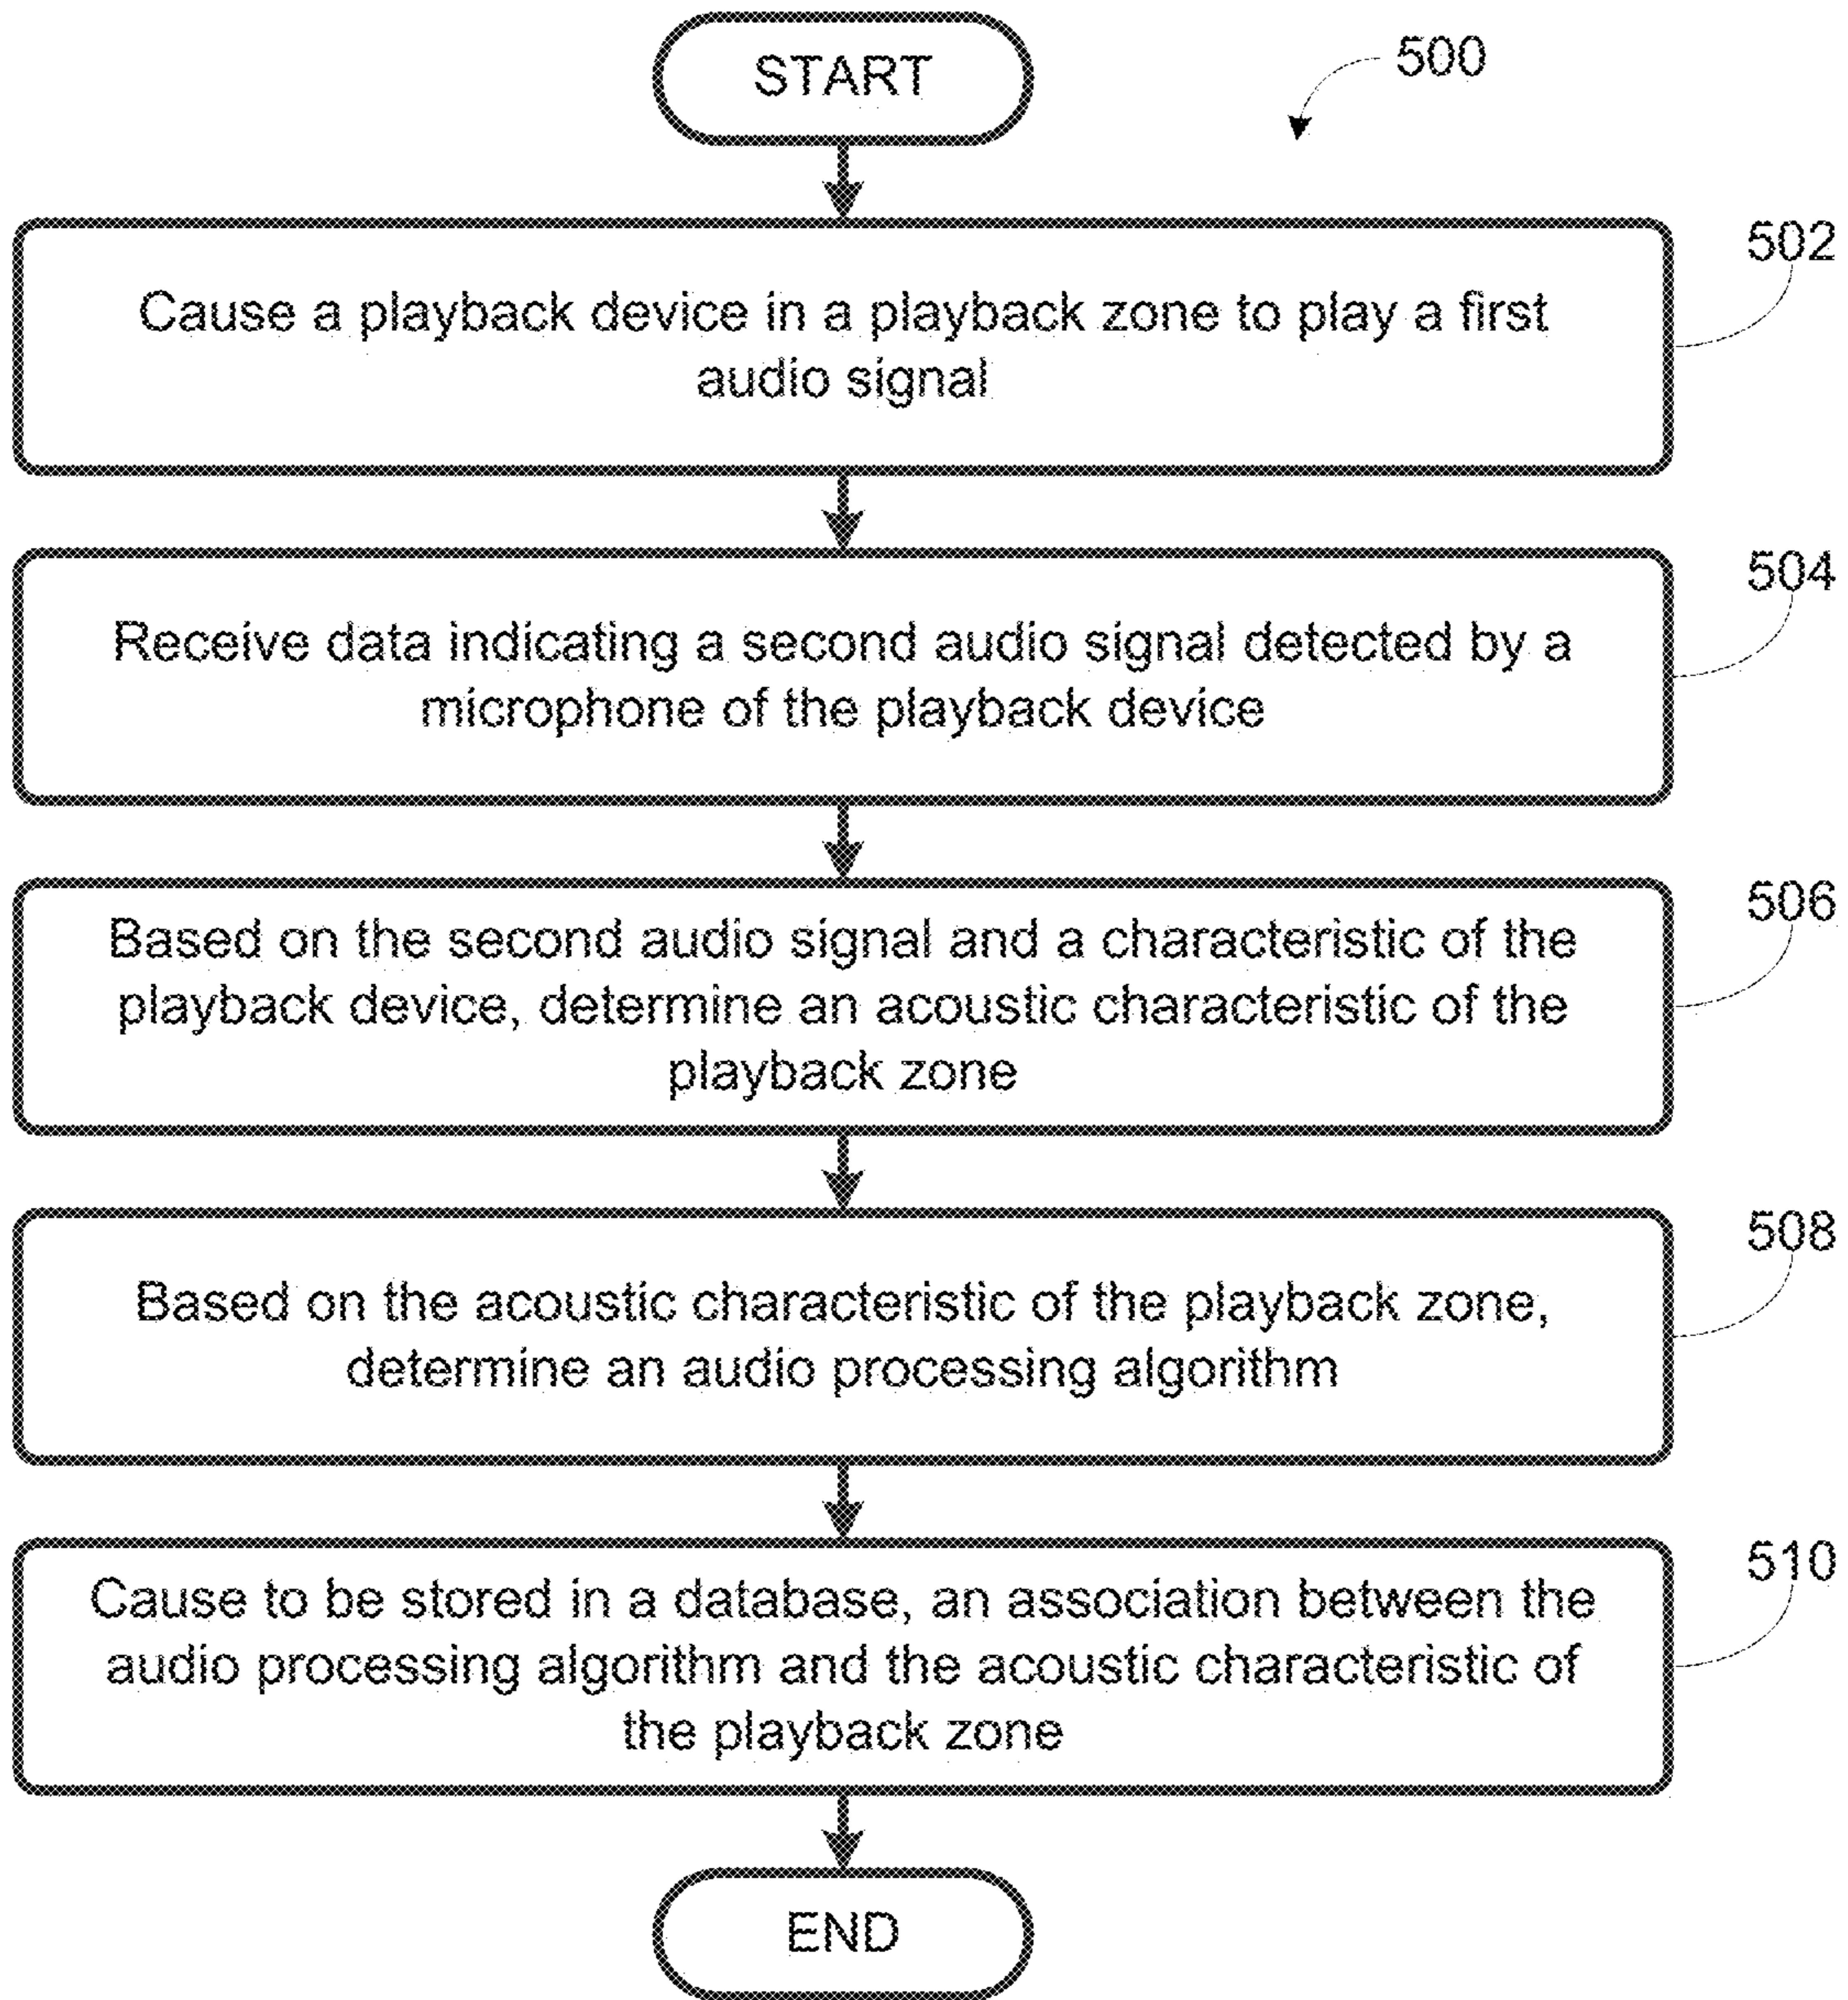 START
500
502
Cause a playback device in a playback zone to play a first
audio signal
504
Receive data indicating a second audio signal detected by a
microphone of the playback device
506
Based on the second audio signal and a characteristic of the
playback device, determine an acoustic characteristic of the
playback zone
508
Based on the acoustic characteristic of the playback zone,
determine an audio processing algorithm
510
Cause to be stored in a database, an association between the
audio processing algorithm and the acoustic characteristic of
the playback zone
END